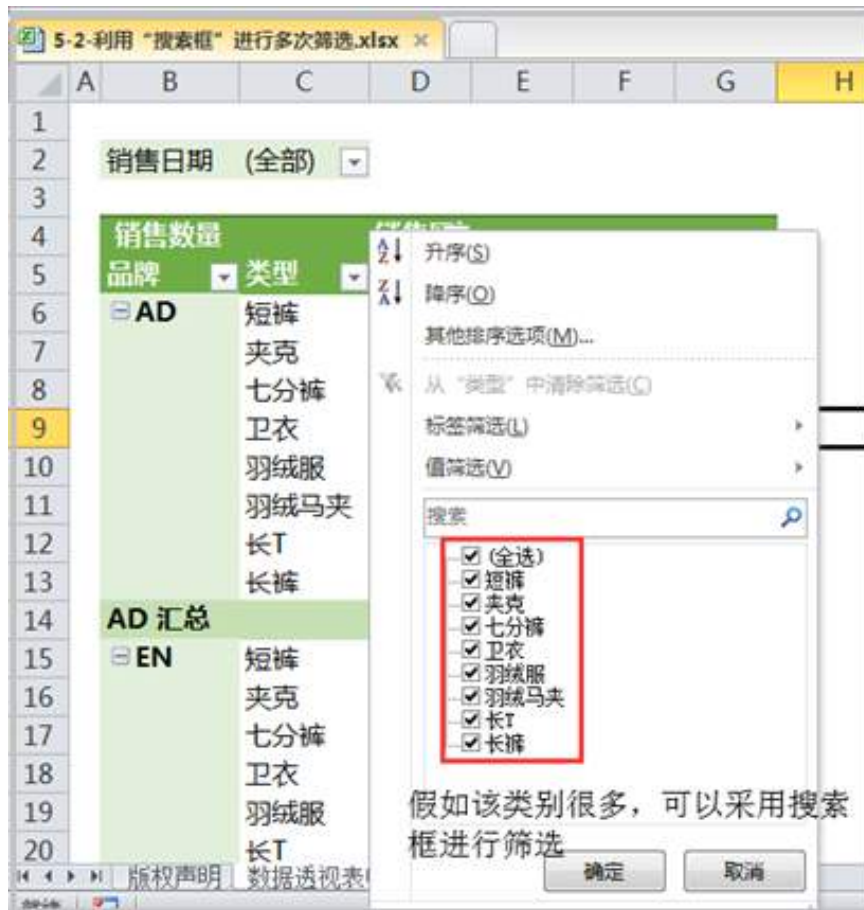 5-2-利用“搜索框”进行多次筛选.xlsx
A B C D E F G H
1
2 销售日期 (全部)
3
4 销售数量
5 品牌 类型
6 AD 短裤
7 夹克
8 七分裤
9 卫衣
10 羽绒服
11 羽绒马夹
12 长T
13 长裤
14 AD 汇总
15 EN 短裤
16 夹克
17 七分裤
18 卫衣
19 羽绒服
20 长T
升序(S)
降序(O)
其他排序选项(M)...
从“类型”中清除筛选(C)
标签筛选(L)
值筛选(V)
搜索
(全选)
短裤
夹克
七分裤
卫衣
羽绒服
羽绒马夹
长T
长裤
假如该类别很多，可以采用搜索
框进行筛选
确定 取消
版权声明 数据透视表